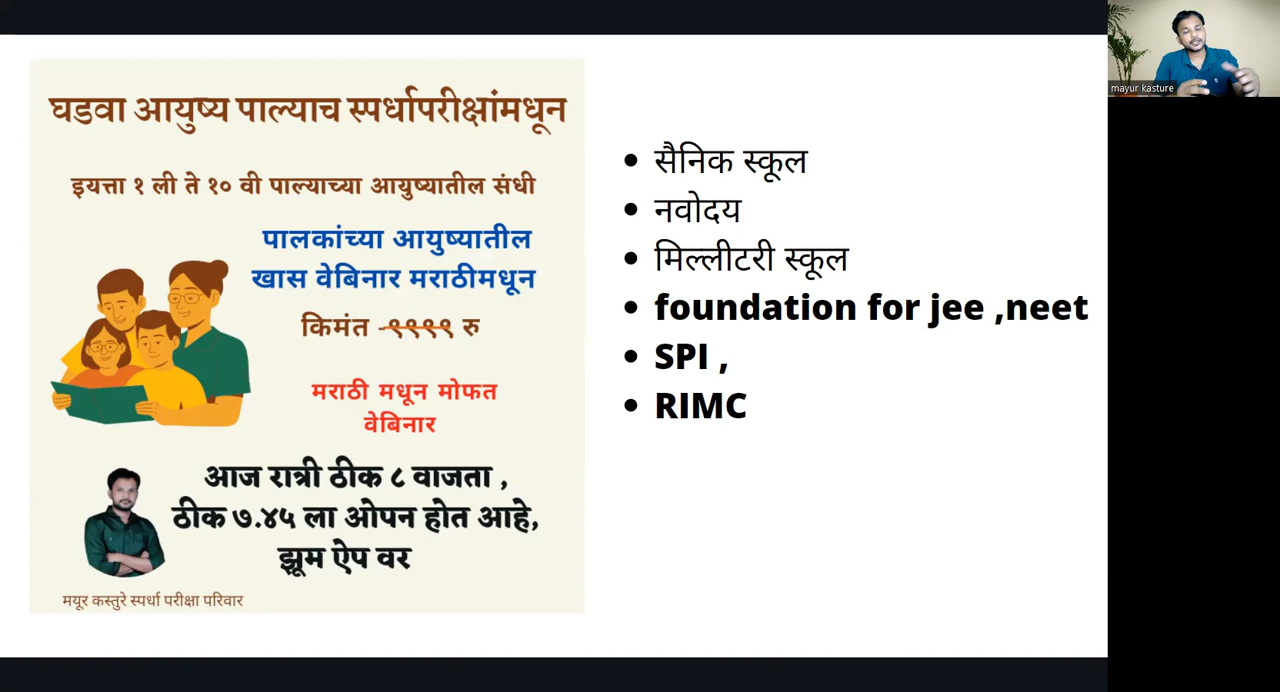 घडवा आयुष्य पाल्याच स्पर्धापरीक्षांमधून
इयत्ता १ ली ते १० वी पाल्याच्या आयुष्यातील संधी
पालकांच्या आयुष्यातील
खास वेबिनार मराठीमधून
किमंत -१९९९ रु
मराठी मधून मोफत
वेबिनार
आज रात्री ठीक ८ वाजता ,
ठीक ७.४५ ला ओपन होत आहे,
झूम ऐप वर
मयूर कस्तुरे स्पर्धा परीक्षा परिवार
• सैनिक स्कूल
• नवोदय
• मिल्लीटरी स्कूल
• foundation for jee ,neet
• SPI ,
• RIMC
mayur kasture